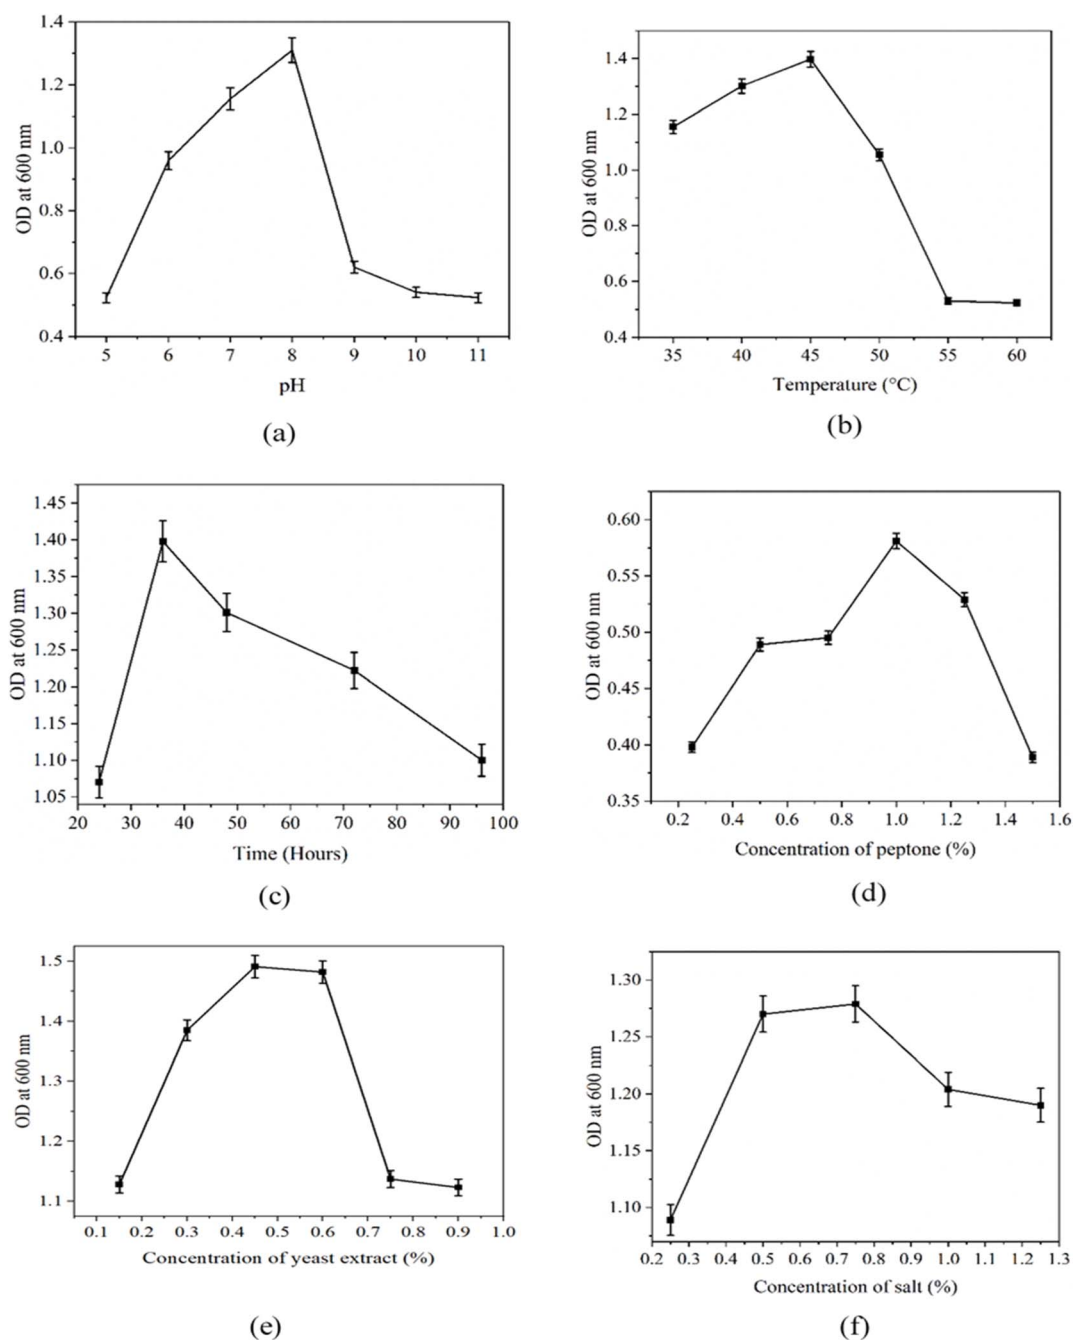 1.4
1.2
1.0
0.8
0.6
0.4
OD at 600 nm
5 6 7 8 9 10 11
pH
(a)
1.4
1.2
1.0
0.8
0.6
0.4
OD at 600 nm
35 40 45 50 55 60
Temperature (°C)
(b)
1.45
1.40
1.35
1.30
1.25
1.20
1.15
1.10
1.05
OD at 600 nm
20 30 40 50 60 70 80 90 100
Time (Hours)
(c)
0.60
0.55
0.50
0.45
0.40
0.35
OD at 600 nm
0.2 0.4 0.6 0.8 1.0 1.2 1.4 1.6
Concentration of peptone (%)
(d)
1.5
1.4
1.3
1.2
1.1
OD at 600 nm
0.1 0.2 0.3 0.4 0.5 0.6 0.7 0.8 0.9 1.0
Concentration of yeast extract (%)
(e)
1.30
1.25
1.20
1.15
1.10
OD at 600 nm
0.2 0.3 0.4 0.5 0.6 0.7 0.8 0.9 1.0 1.1 1.2 1.3
Concentration of salt (%)
(f)